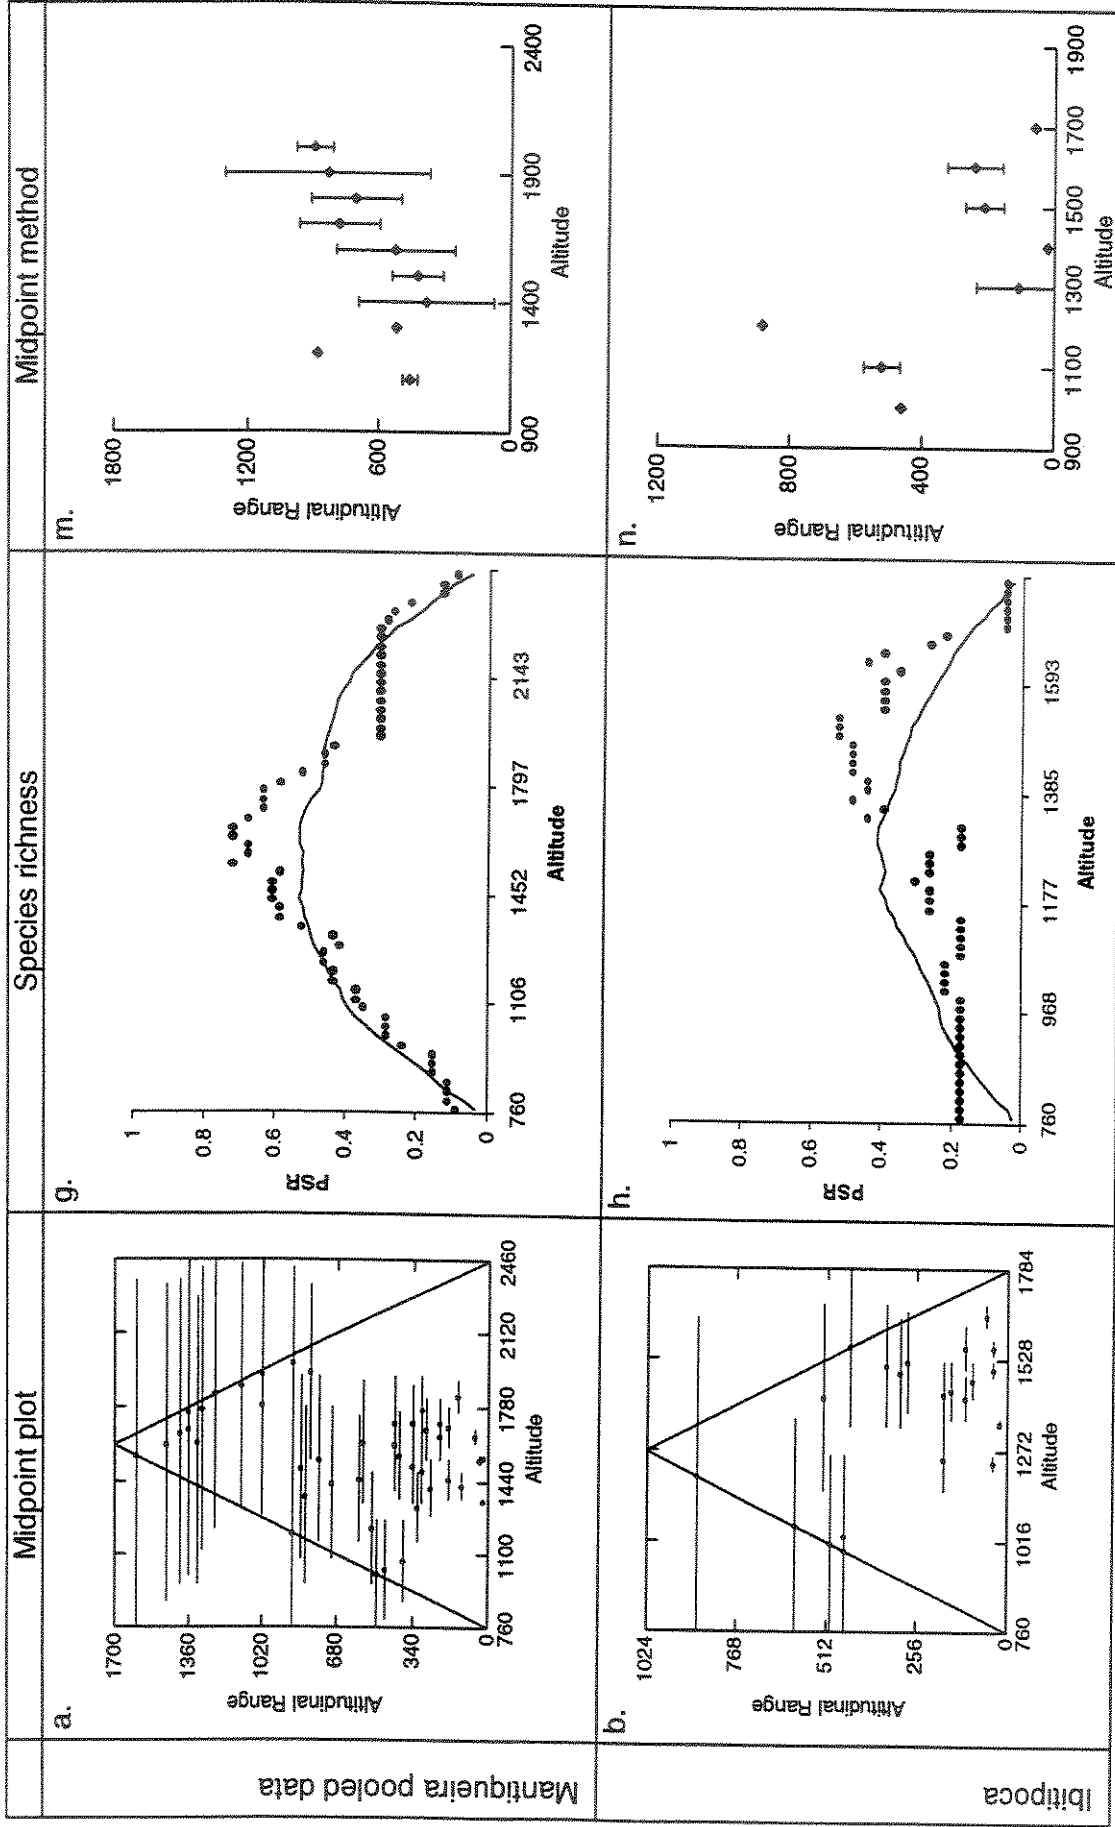 Midpoint plot
Species richness
Midpoint method
Mantiqueira pooled data
a.
Altitudinal Range
1700
1360
1020
680
340
0
760
1100
1440
1780
2120
2460
Altitude
g.
PSR
1
0.8
0.6
0.4
0.2
0
760
1106
1452
1797
2143
Altitude
m.
Altitudinal Range
1800
1200
600
0
900
1400
1900
2400
Altitude
Ibitipoca
b.
Altitudinal Range
1024
768
512
256
0
760
1016
1272
1528
1784
Altitude
h.
PSR
1
0.8
0.6
0.4
0.2
0
760
968
1177
1385
1593
Altitude
n.
Altitudinal Range
1200
800
400
0
900
1100
1300
1500
1700
1900
Altitude